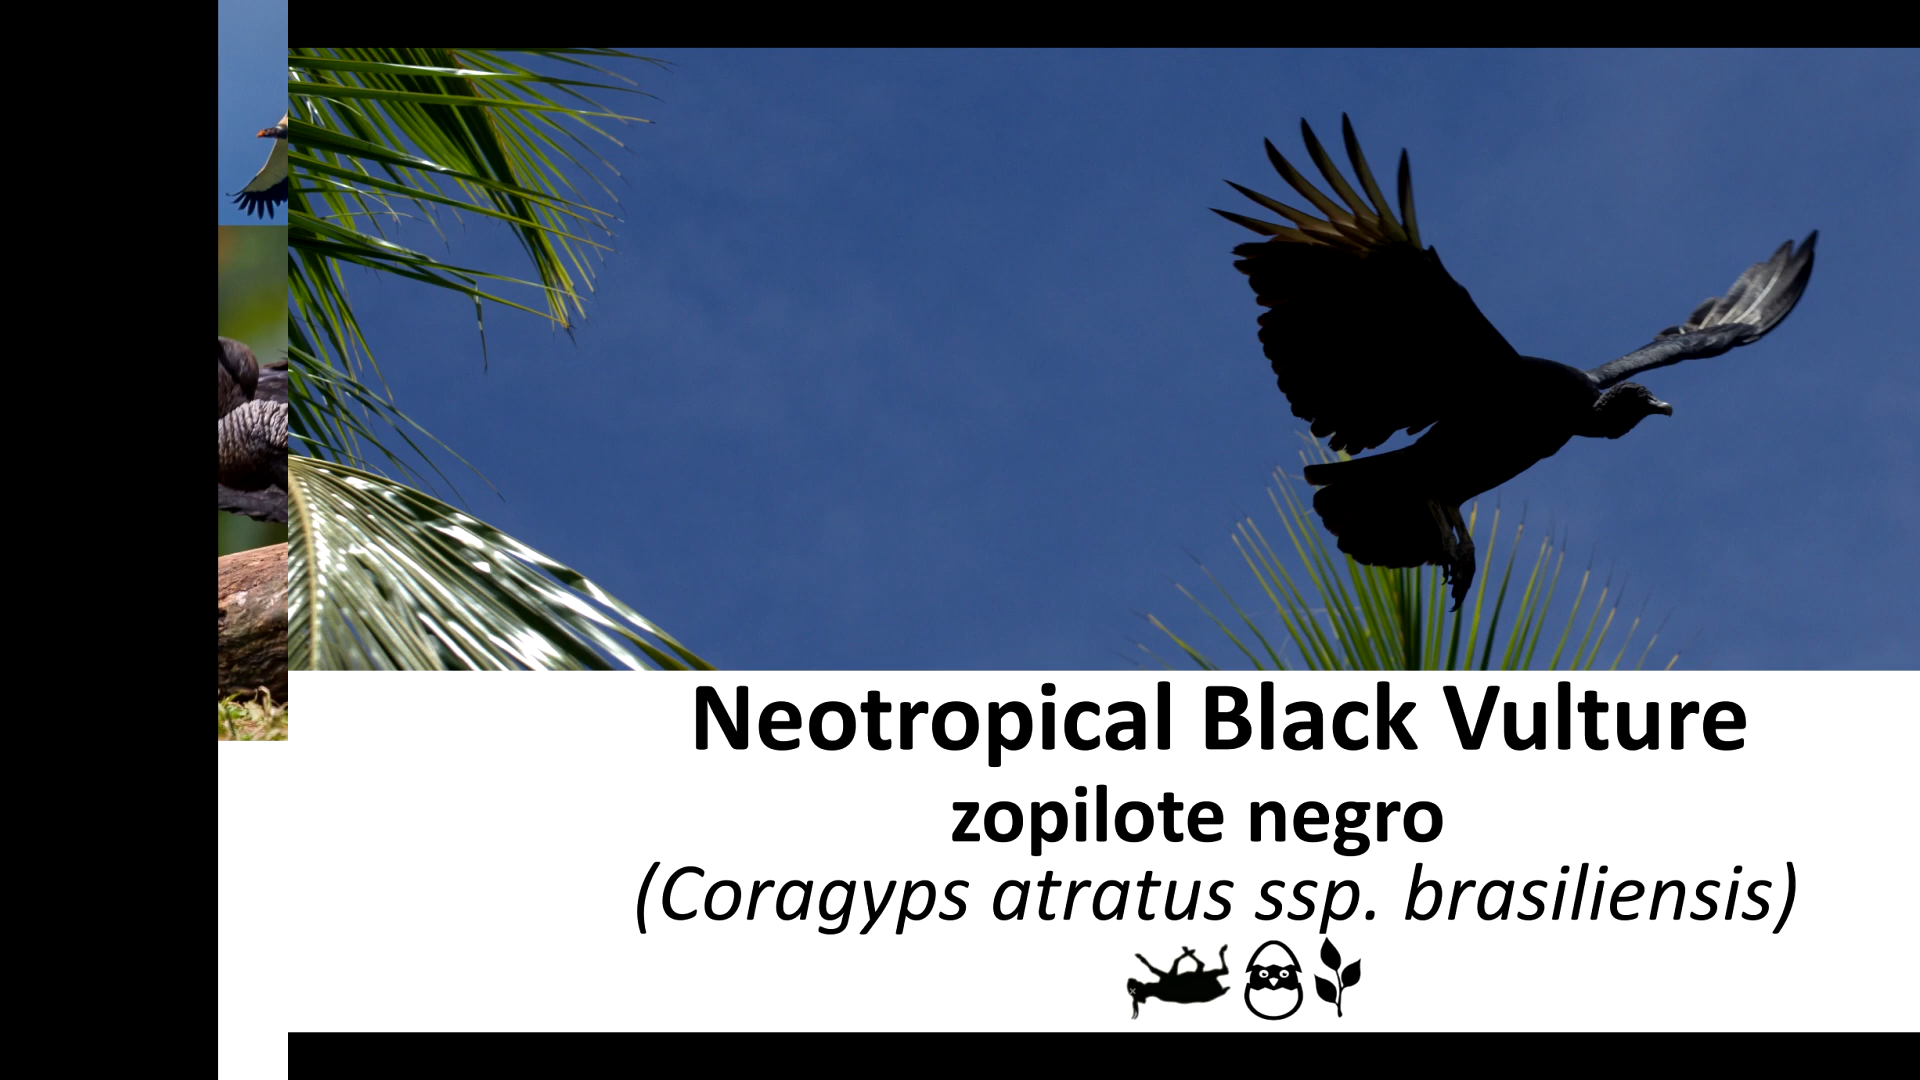 Neotropical Black Vulture
zopilote negro
(Coragyps atratus ssp. brasiliensis)